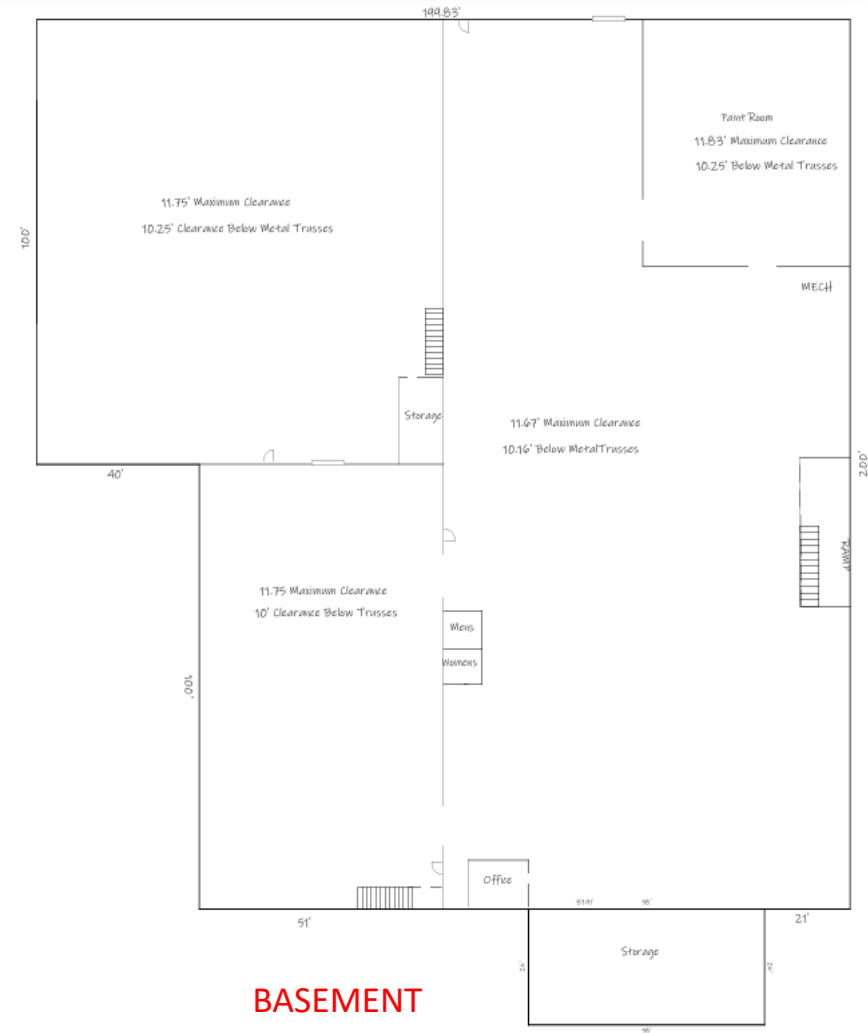 199.83'
Paint Room
11.83' Maximum Clearance
10.25' Below Metal Trusses
11.75' Maximum Clearance
10.25' Clearance Below Metal Trusses
100'
MECH
Storage
11.67' Maximum Clearance
10.16' Below MetalTrusses
40'
200'
RAMP
11.75 Maximum Clearance
10' Clearance Below Trusses
Mens
Womens
100'
Office
51'
21'
Storage
BASEMENT